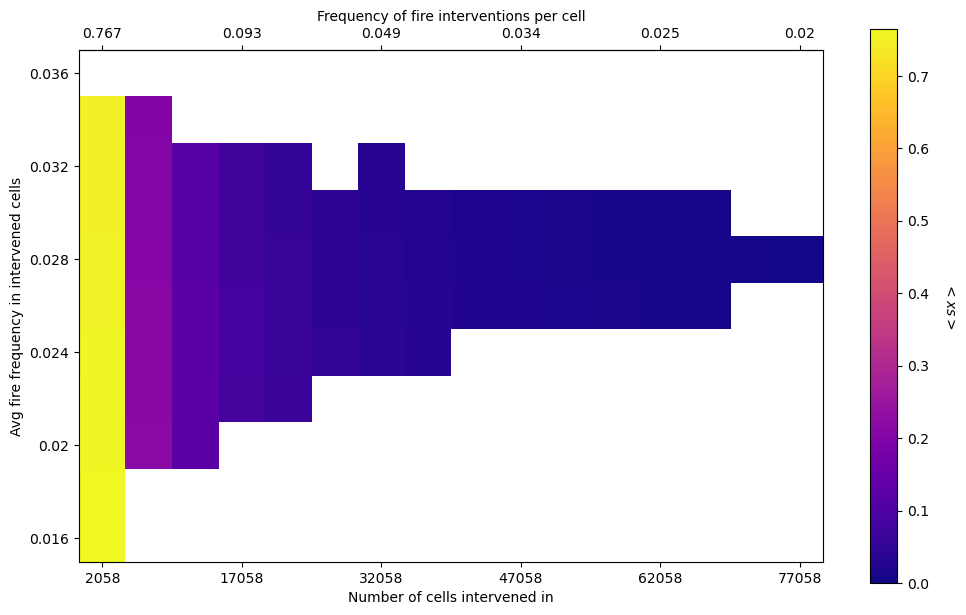 Frequency of fire interventions per cell
0.767 0.093 0.049 0.034 0.025 0.02
Avg fire frequency in intervened cells
0.036
0.032
0.028
0.024
0.02
0.016
2058 17058 32058 47058 62058 77058
Number of cells intervened in
0.7
0.6
0.5
0.4
0.3
0.2
0.1
0.0
< sx >